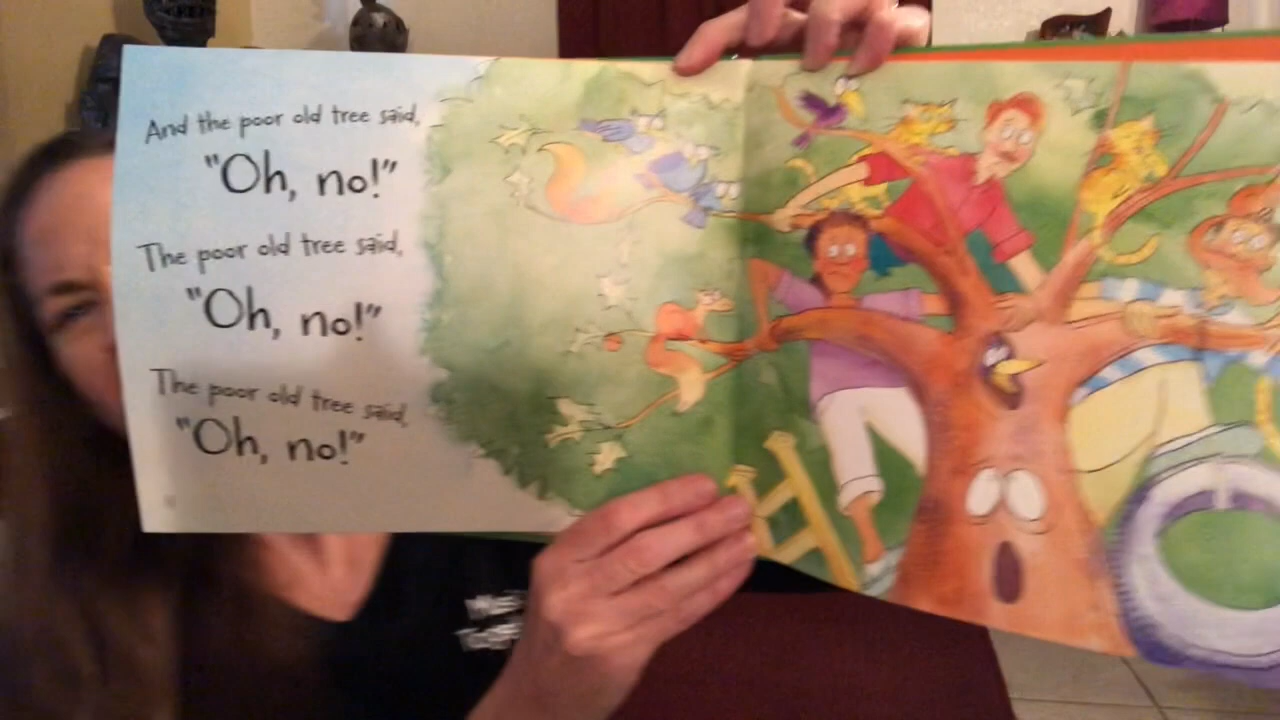 And the poor old tree said,
"Oh, no!"
The poor old tree said,
"Oh, no!"
The poor old tree said,
"Oh, no!"